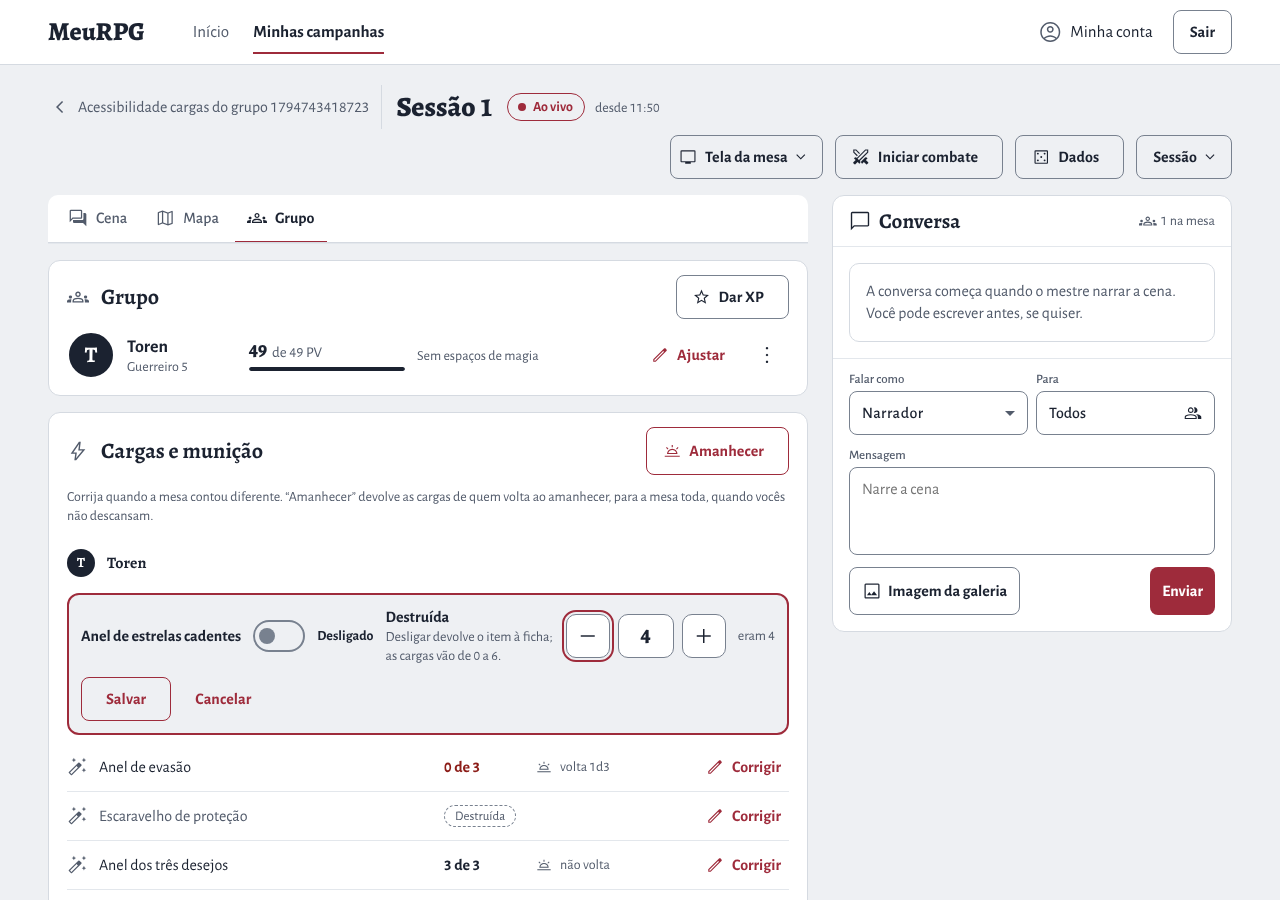 MeuRPG
Início
Minhas campanhas
Minha conta
Sair
Acessibilidade cargas do grupo 1794743418723
Sessão 1
Ao vivo
desde 11:50
Tela da mesa
Iniciar combate
Dados
Sessão
Cena
Mapa
Grupo
Grupo
Dar XP
T
Toren
Guerreiro 5
49 de 49 PV
Sem espaços de magia
Ajustar
Cargas e munição
Amanhecer
Corrija quando a mesa contou diferente. “Amanhecer” devolve as cargas de quem volta ao amanhecer, para a mesa toda, quando vocês
não descansam.
T
Toren
Anel de estrelas cadentes
Desligado
Destruída
Desligar devolve o item à ficha;
as cargas vão de 0 a 6.
4
eram 4
Salvar
Cancelar
Anel de evasão
0 de 3
volta 1d3
Corrigir
Escaravelho de proteção
Destruída
Corrigir
Anel dos três desejos
3 de 3
não volta
Corrigir
Conversa
1 na mesa
A conversa começa quando o mestre narrar a cena.
Você pode escrever antes, se quiser.
Falar como
Para
Narrador
Todos
Mensagem
Narre a cena
Imagem da galeria
Enviar